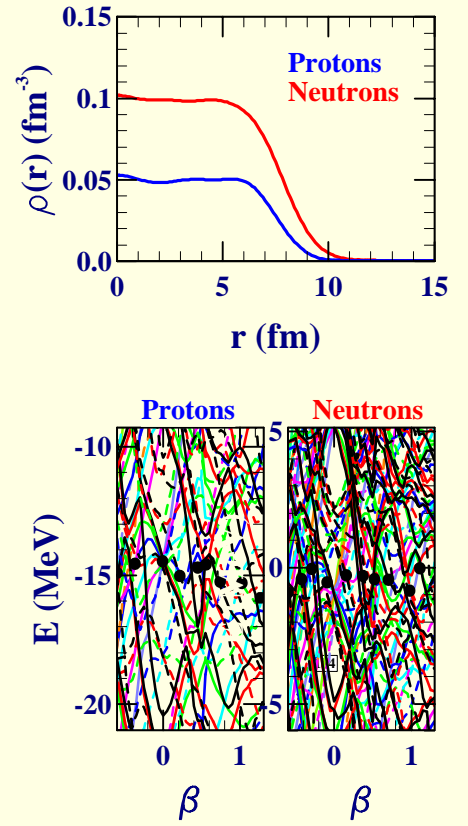 0.15
Protons
Neutrons
0.1
ρ(r) (fm-3)
0.05
0.0
0 5 10 15
r (fm)
Protons Neutrons
-10 5
E (MeV)
-15 0
-20 -5
0 1 0 1
β β